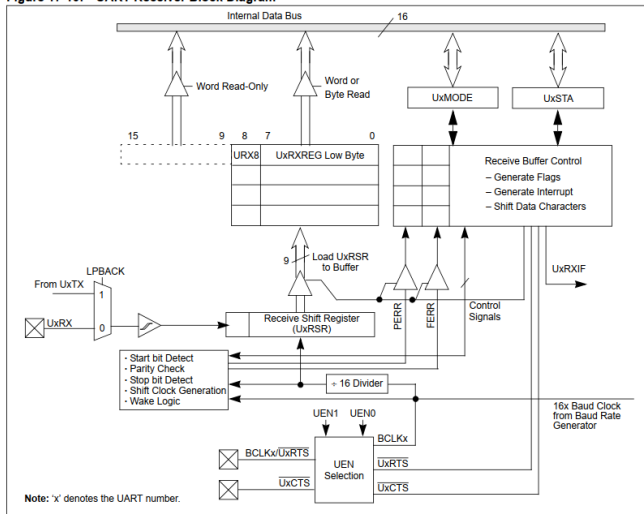 Internal Data Bus
16
Word Read-Only
Word or
Byte Read
UxMODE
UxSTA
15
9
8
7
0
URX8
UxRXREG Low Byte
Receive Buffer Control
– Generate Flags
– Generate Interrupt
– Shift Data Characters
9
Load UxRSR
to Buffer
LPBACK
From UxTX
1
UxRX
0
Receive Shift Register
(UxRSR)
PERR
FERR
Control
Signals
UxRXIF
· Start bit Detect
· Parity Check
· Stop bit Detect
· Shift Clock Generation
· Wake Logic
÷ 16 Divider
16x Baud Clock
from Baud Rate
Generator
UEN1
UEN0
BCLKx
BCLKx/UxRTS
UEN
Selection
UxRTS
UxCTS
UxCTS
Note: 'x' denotes the UART number.